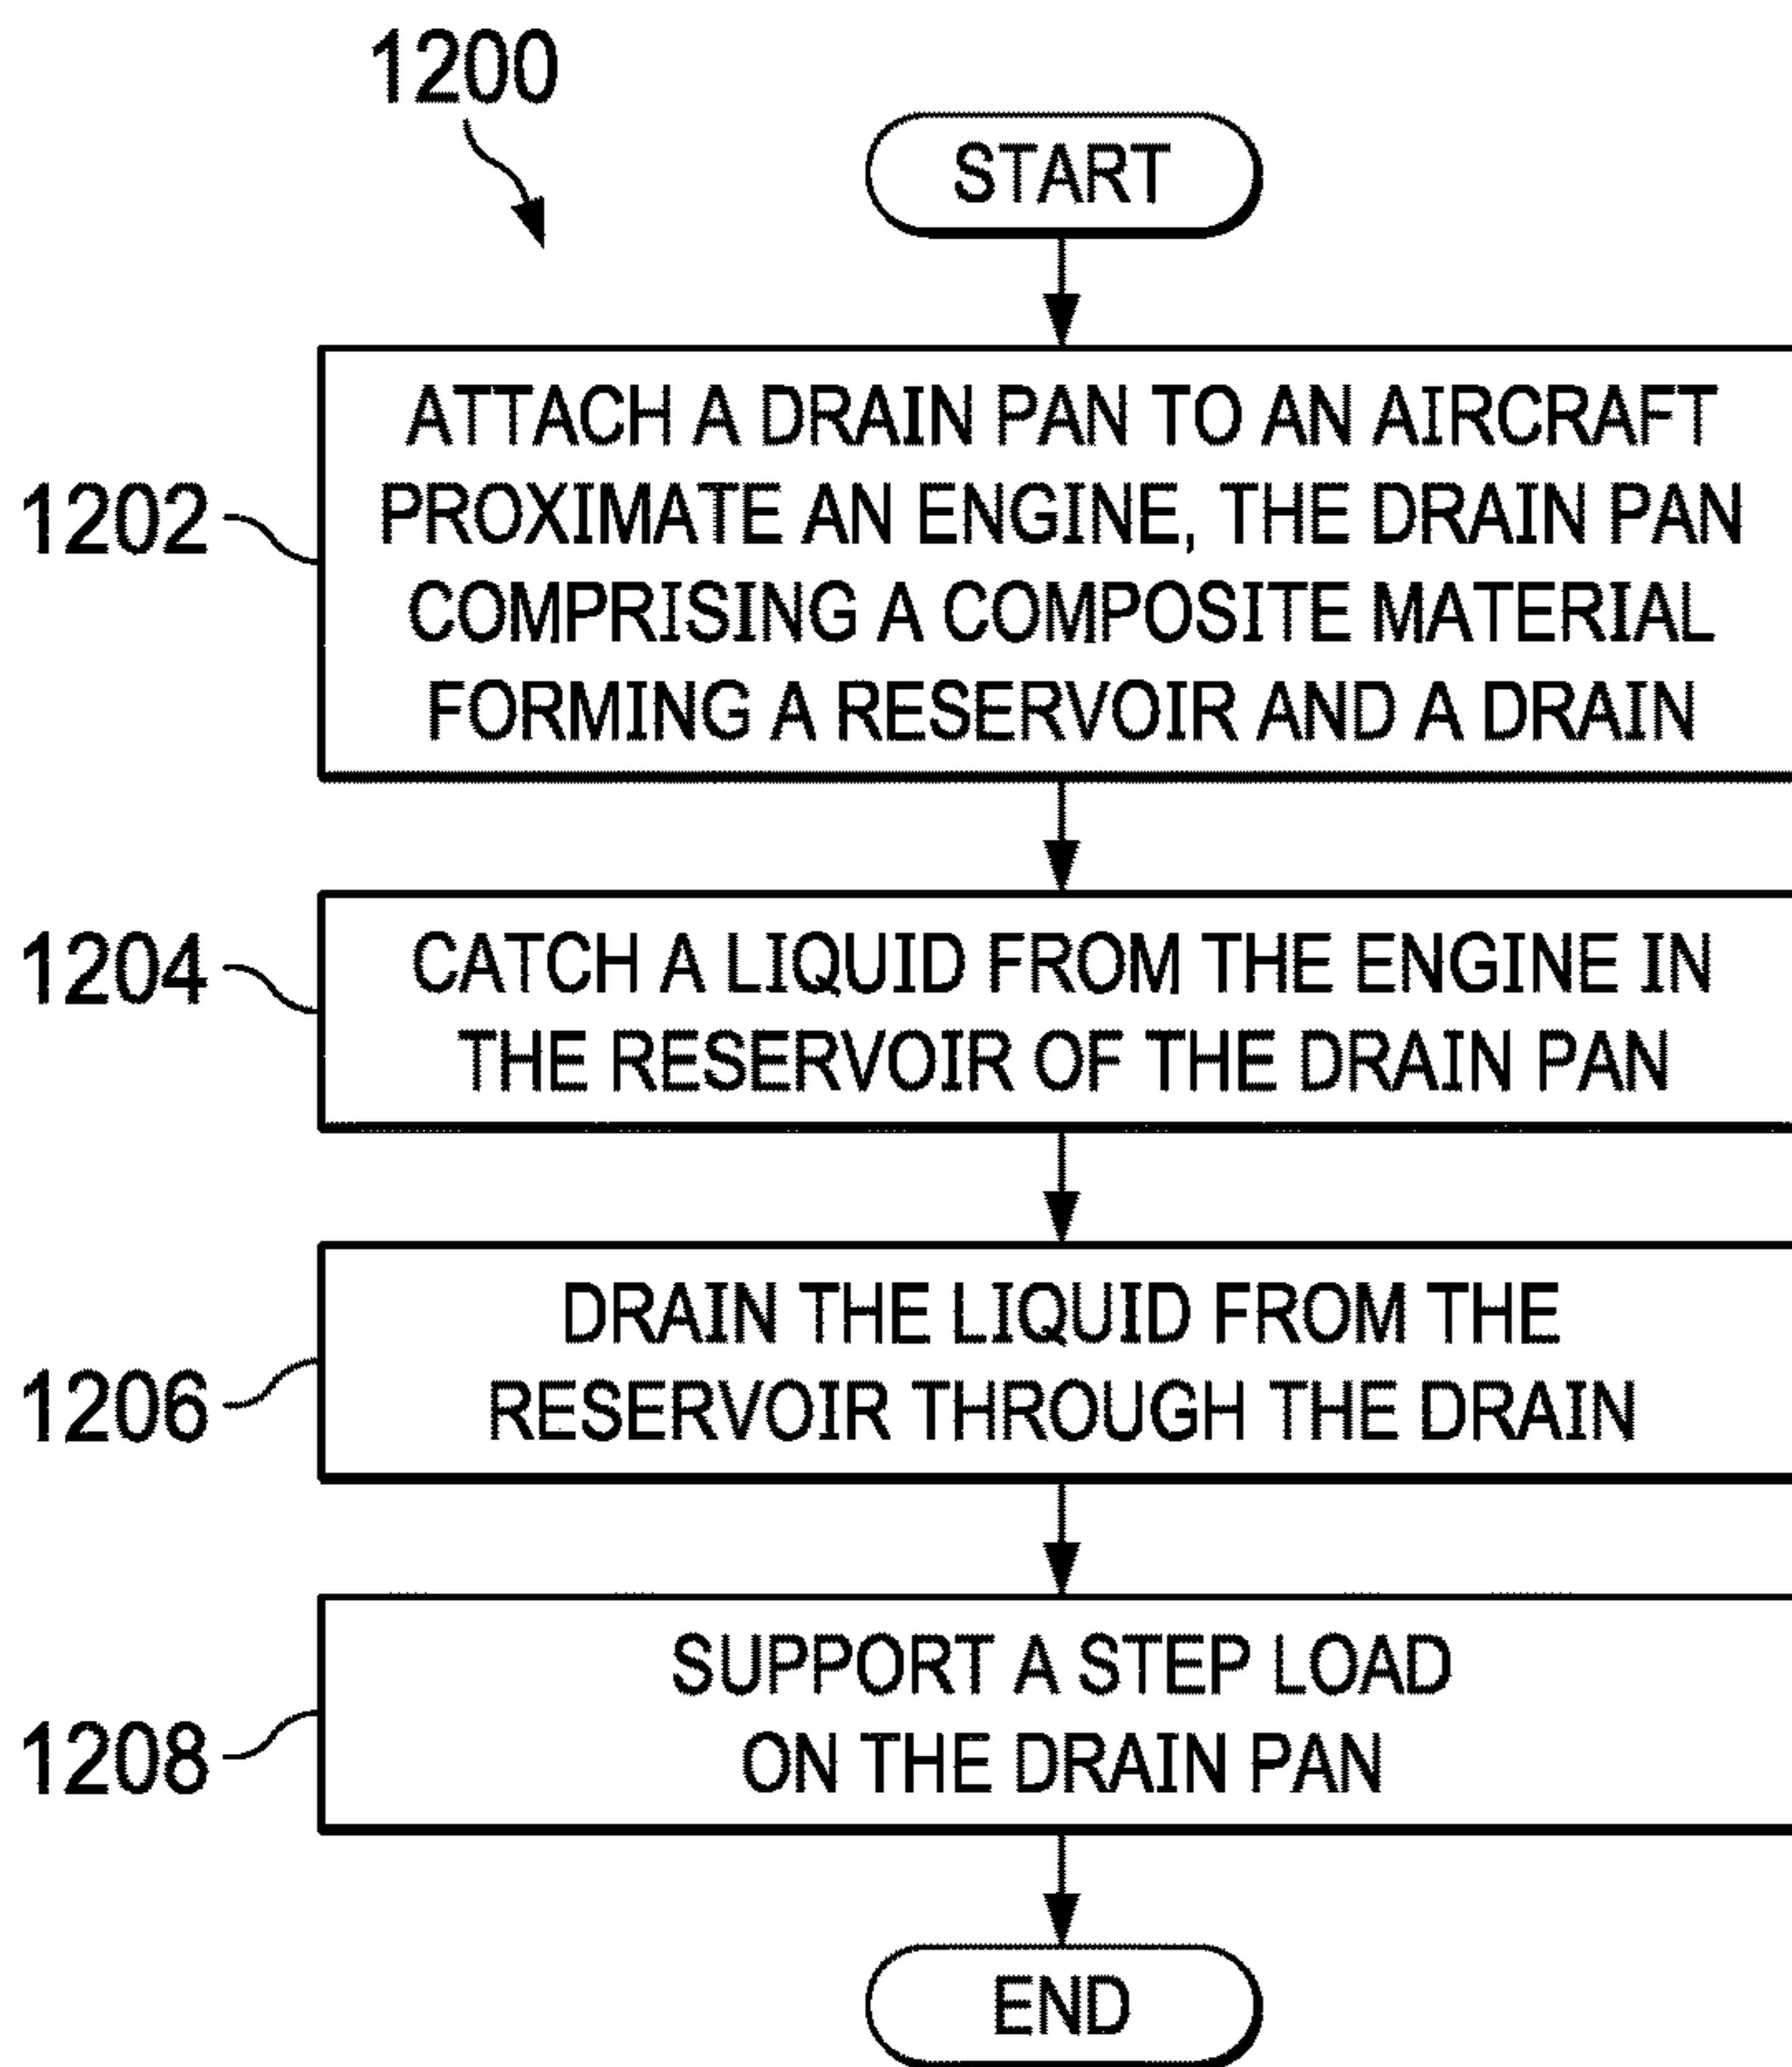 1200
START
1202
ATTACH A DRAIN PAN TO AN AIRCRAFT
PROXIMATE AN ENGINE, THE DRAIN PAN
COMPRISING A COMPOSITE MATERIAL
FORMING A RESERVOIR AND A DRAIN
1204
CATCH A LIQUID FROM THE ENGINE IN
THE RESERVOIR OF THE DRAIN PAN
1206
DRAIN THE LIQUID FROM THE
RESERVOIR THROUGH THE DRAIN
1208
SUPPORT A STEP LOAD
ON THE DRAIN PAN
END